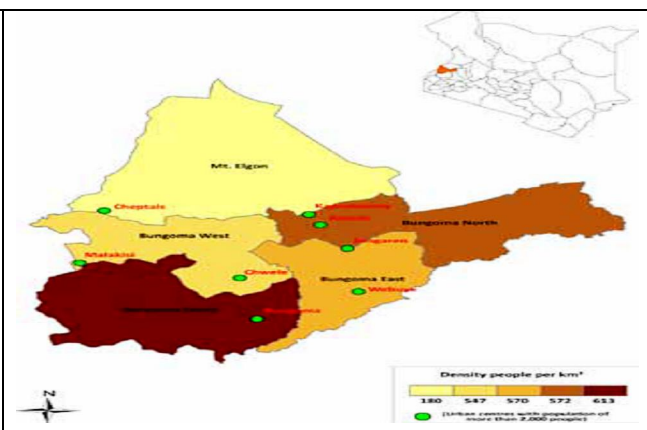 Mt. Elgon
Cheptais
Bungoma North
Bungoma West
Malakisi
Bungoma East
Chwele
Webuye
Bungoma
N
Density people per km²
180 547 570 572 613
(Urban centres with population of
more than 2,000 people)